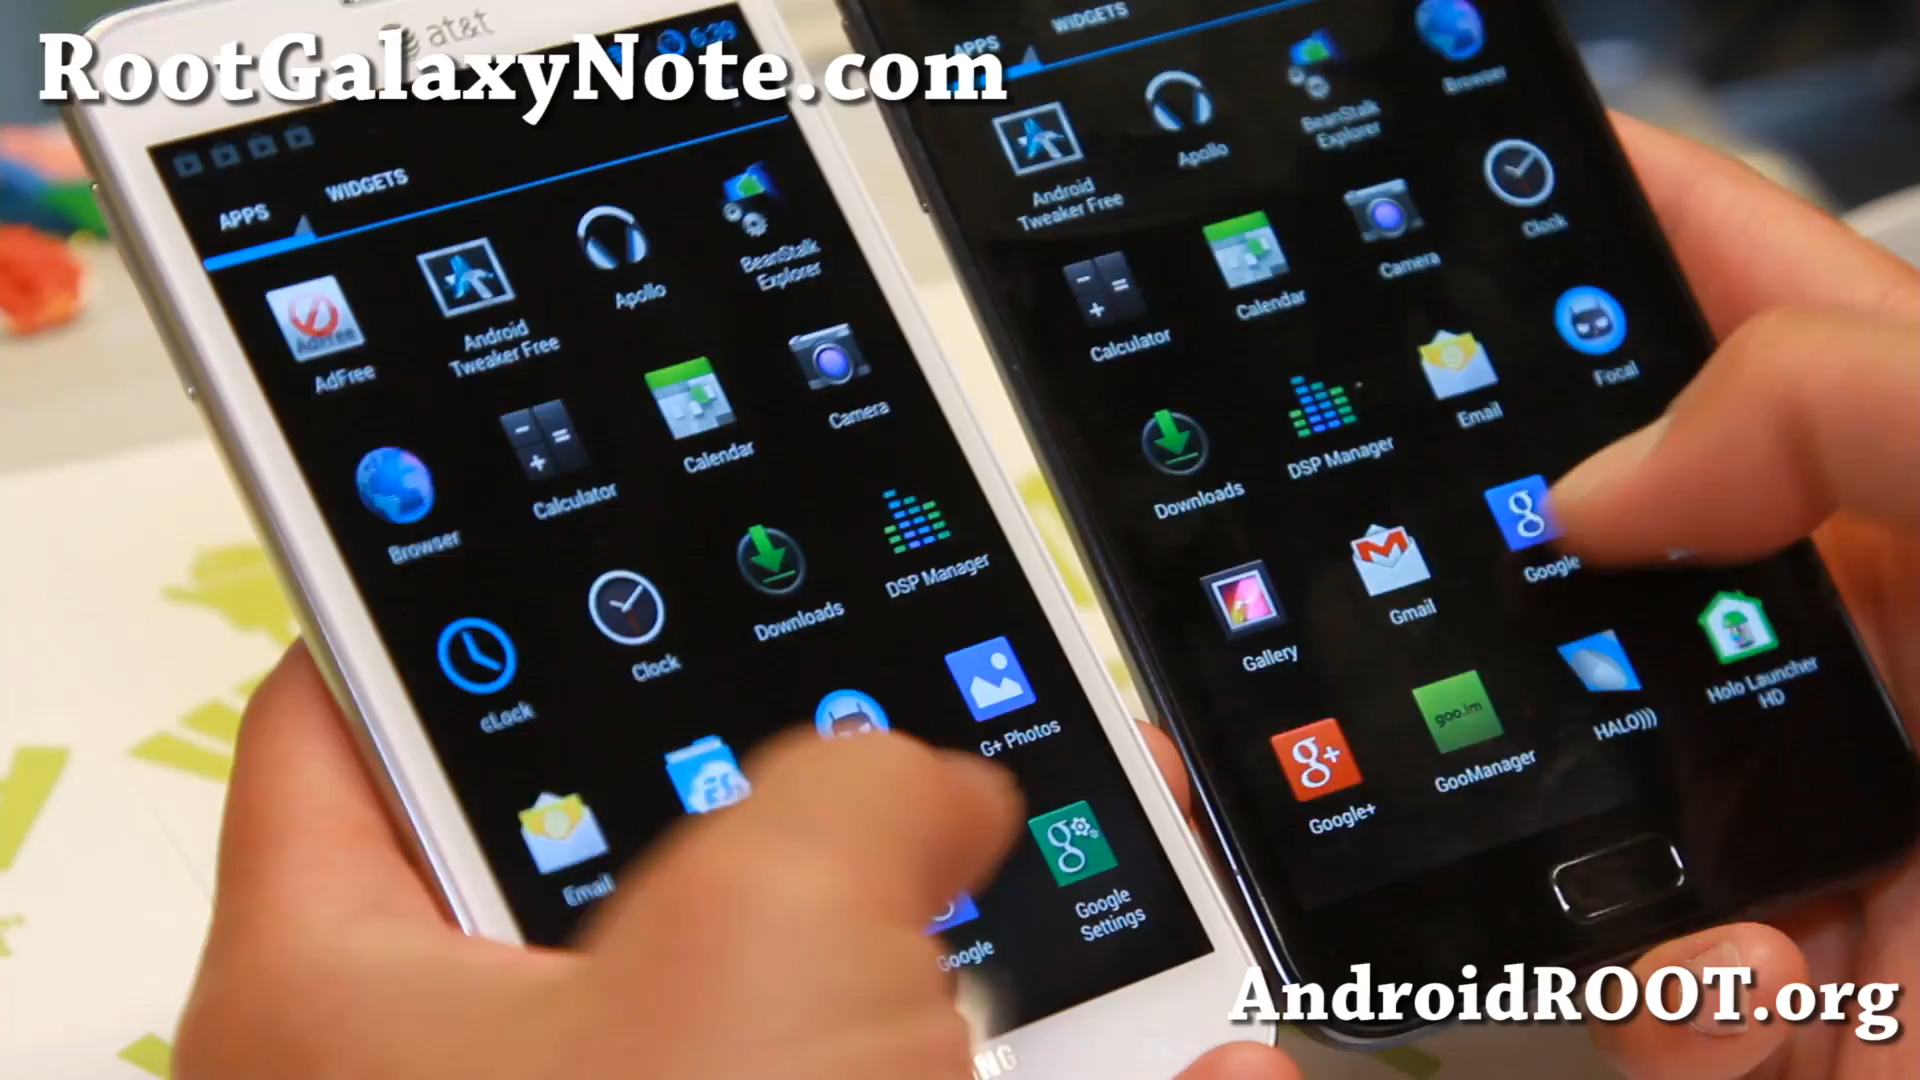 RootGalaxyNote.com
at&t
6:39
APPS
WIDGETS
AdFree
Android
Tweaker Free
Apollo
BeanStalk
Explorer
Browser
Calculator
Calendar
Camera
cLock
Clock
Downloads
DSP Manager
Email
G+ Photos
Google
Google
Settings
NG
APPS
WIDGETS
Android
Tweaker Free
Apollo
BeanStalk
Explorer
Browser
Calculator
Calendar
Camera
Clock
Downloads
DSP Manager
Email
Focal
Gallery
Gmail
Google
Google+
goo.im
GooManager
HALO)))
Holo Launcher
HD
AndroidROOT.org